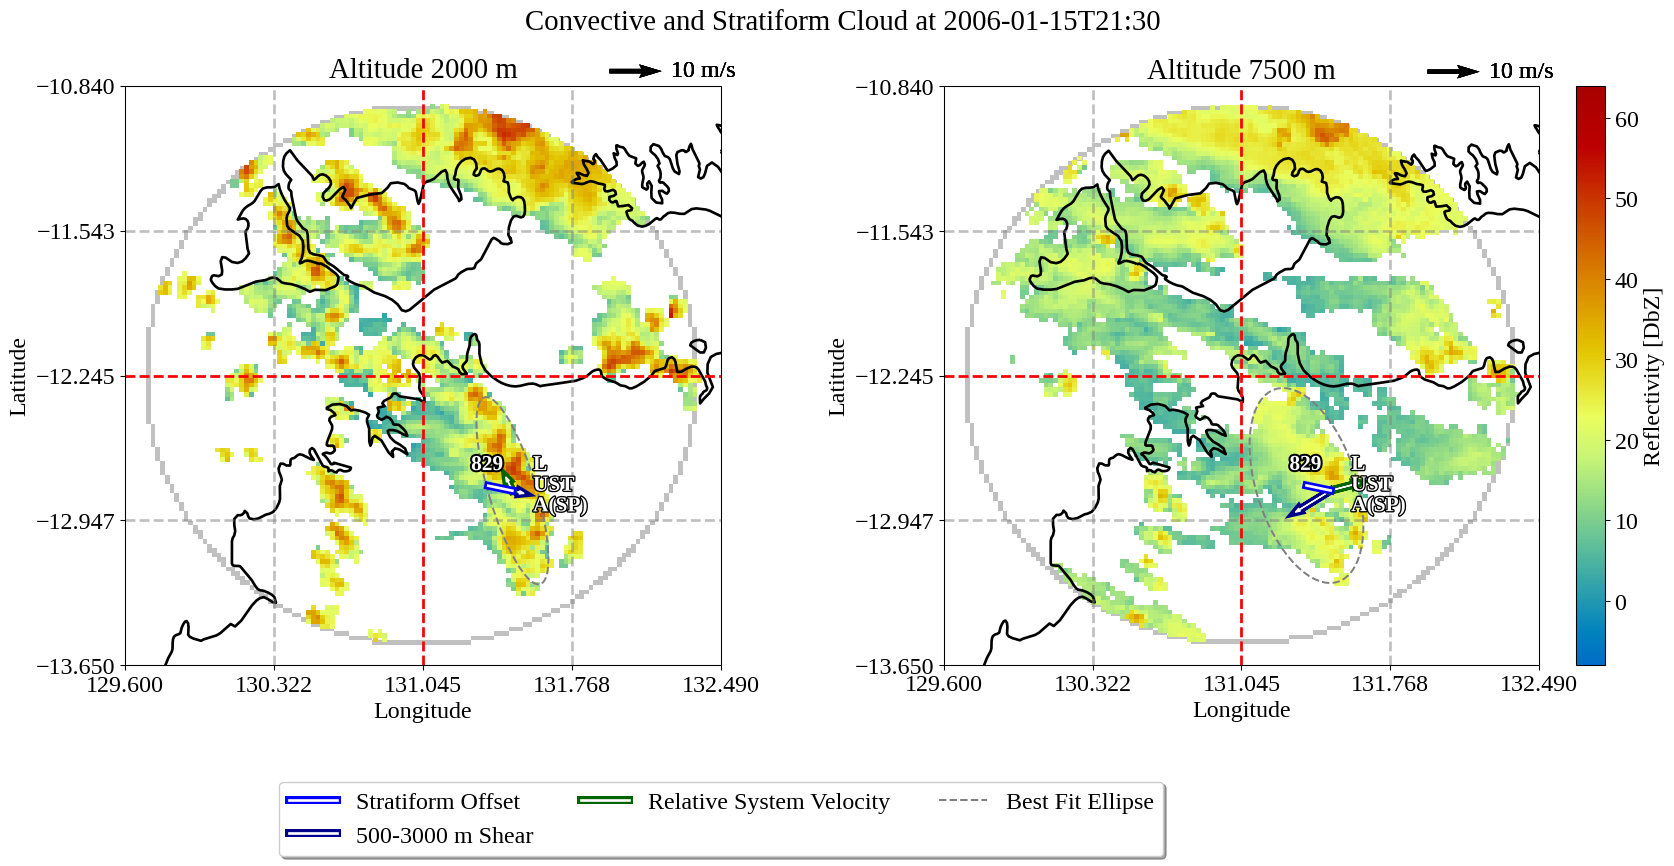 Convective and Stratiform Cloud at 2006-01-15T21:30
Altitude 2000 m
10 m/s
Altitude 7500 m
10 m/s
−10.840
−11.543
−12.245
−12.947
−13.650
Latitude
129.600
130.322
131.045
131.768
132.490
Longitude
829
L
UST
A(SP)
−10.840
−11.543
−12.245
−12.947
−13.650
Latitude
129.600
130.322
131.045
131.768
132.490
Longitude
829
L
UST
A(SP)
60
50
40
30
20
10
0
Reflectivity [DbZ]
Stratiform Offset
Relative System Velocity
Best Fit Ellipse
500-3000 m Shear